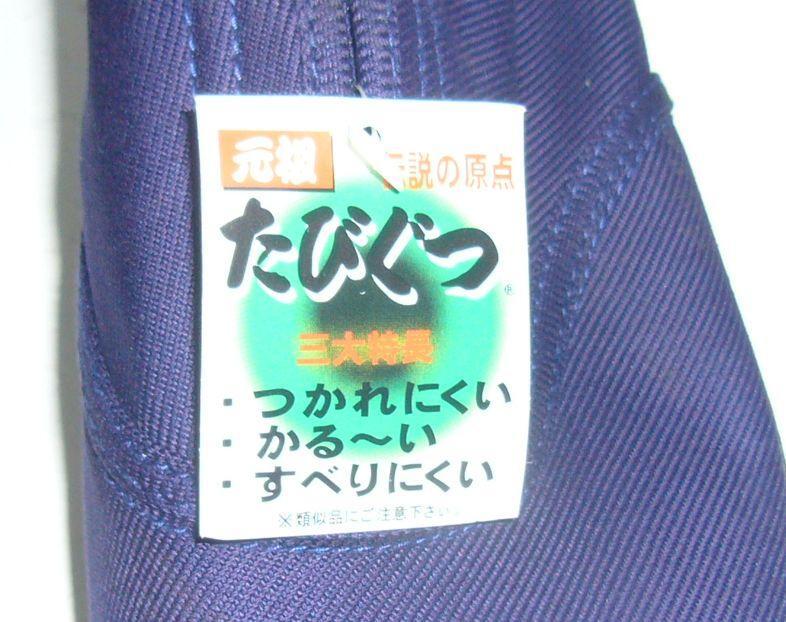 元祖 伝説の原点
たびぐつ®
三大特長
・つかれにくい
・かる～い
・すべりにくい
※類似品にご注意下さい。